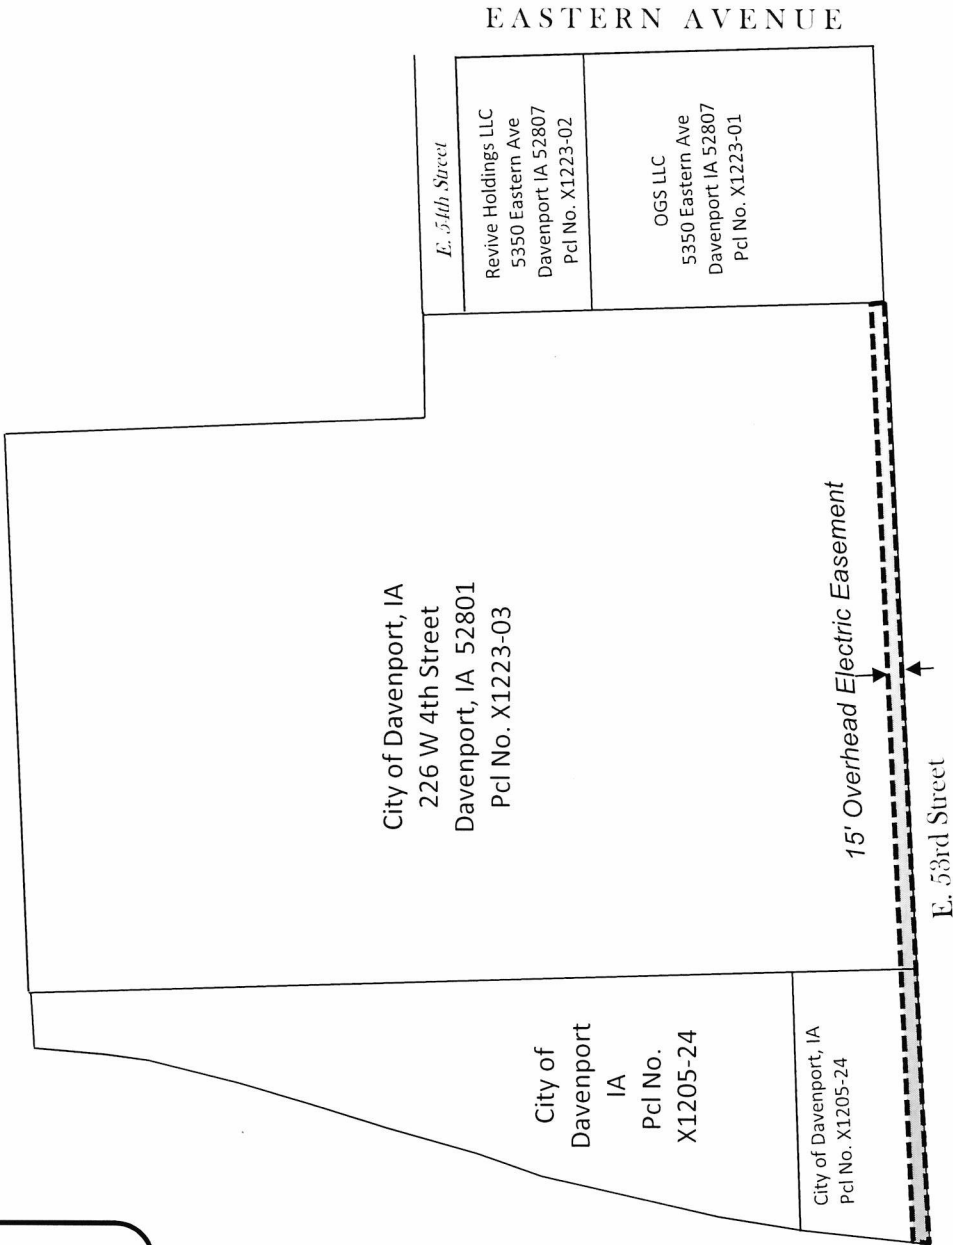 EASTERN AVENUE
E. 54th Street
Revive Holdings LLC
5350 Eastern Ave
Davenport IA 52807
Pcl No. X1223-02
OGS LLC
5350 Eastern Ave
Davenport IA 52807
Pcl No. X1223-01
City of Davenport, IA
226 W 4th Street
Davenport, IA 52801
Pcl No. X1223-03
15' Overhead Electric Easement
E. 53rd Street
City of
Davenport
IA
Pcl No.
X1205-24
City of Davenport, IA
Pcl No. X1205-24